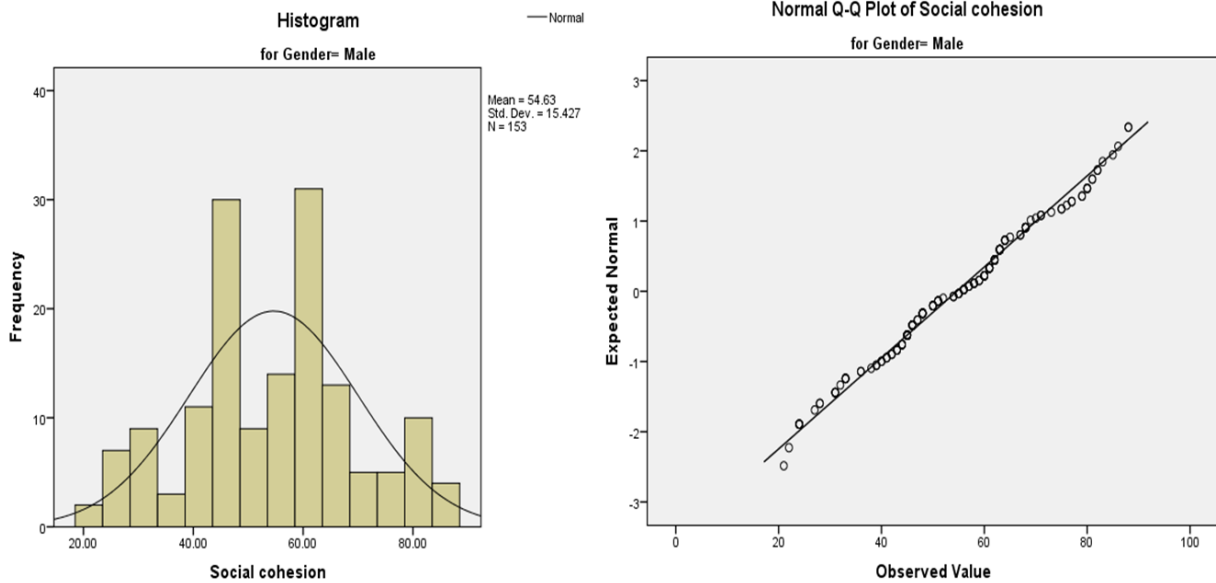 Histogram
for Gender= Male
Normal
Mean = 54.63
Std. Dev. = 15.427
N = 153
Frequency
40
30
20
10
0
20.00 40.00 60.00 80.00
Social cohesion
Normal Q-Q Plot of Social cohesion
for Gender= Male
Expected Normal
3
2
1
0
-1
-2
-3
0 20 40 60 80 100
Observed Value